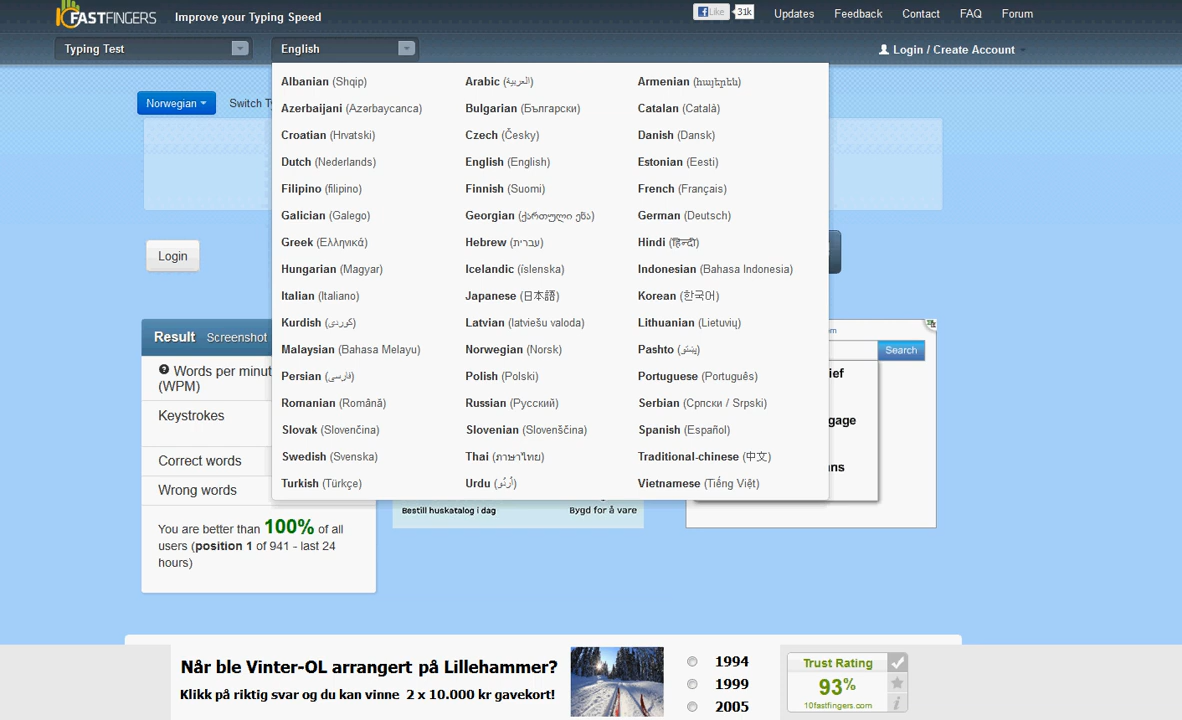 10FASTFINGERS Improve your Typing Speed
Like 31k Updates Feedback Contact FAQ Forum
Typing Test English Login / Create Account
Albanian (Shqip) Arabic (العربية) Armenian (հայերեն)
Norwegian Switch
Azerbaijani (Azərbaycanca) Bulgarian (Български) Catalan (Català)
Croatian (Hrvatski) Czech (Česky) Danish (Dansk)
Dutch (Nederlands) English (English) Estonian (Eesti)
Filipino (filipino) Finnish (Suomi) French (Français)
Galician (Galego) Georgian (ქართული ენა) German (Deutsch)
Greek (Ελληνικά) Hebrew (עברית) Hindi (हिन्दी)
Login
Hungarian (Magyar) Icelandic (íslenska) Indonesian (Bahasa Indonesia)
Italian (Italiano) Japanese (日本語) Korean (한국어)
Kurdish (كوردی) Latvian (latviešu valoda) Lithuanian (Lietuvių)
Result Screenshot
Malaysian (Bahasa Melayu) Norwegian (Norsk) Pashto (پښتو)
Search
Words per minut
(WPM)
Persian (فارسی) Polish (Polski) Portuguese (Português)
Romanian (Română) Russian (Русский) Serbian (Српски / Srpski)
Keystrokes
Slovak (Slovenčina) Slovenian (Slovenščina) Spanish (Español)
Swedish (Svenska) Thai (ภาษาไทย) Traditional-chinese (中文)
Correct words
Turkish (Türkçe) Urdu (اُردُو) Vietnamese (Tiếng Việt)
Wrong words
Bestill huskatalog i dag Bygd for å vare
You are better than 100% of all
users (position 1 of 941 - last 24
hours)
Når ble Vinter-OL arrangert på Lillehammer?
Klikk på riktig svar og du kan vinne 2 x 10.000 kr gavekort!
1994
1999
2005
Trust Rating
93%
10fastfingers.com